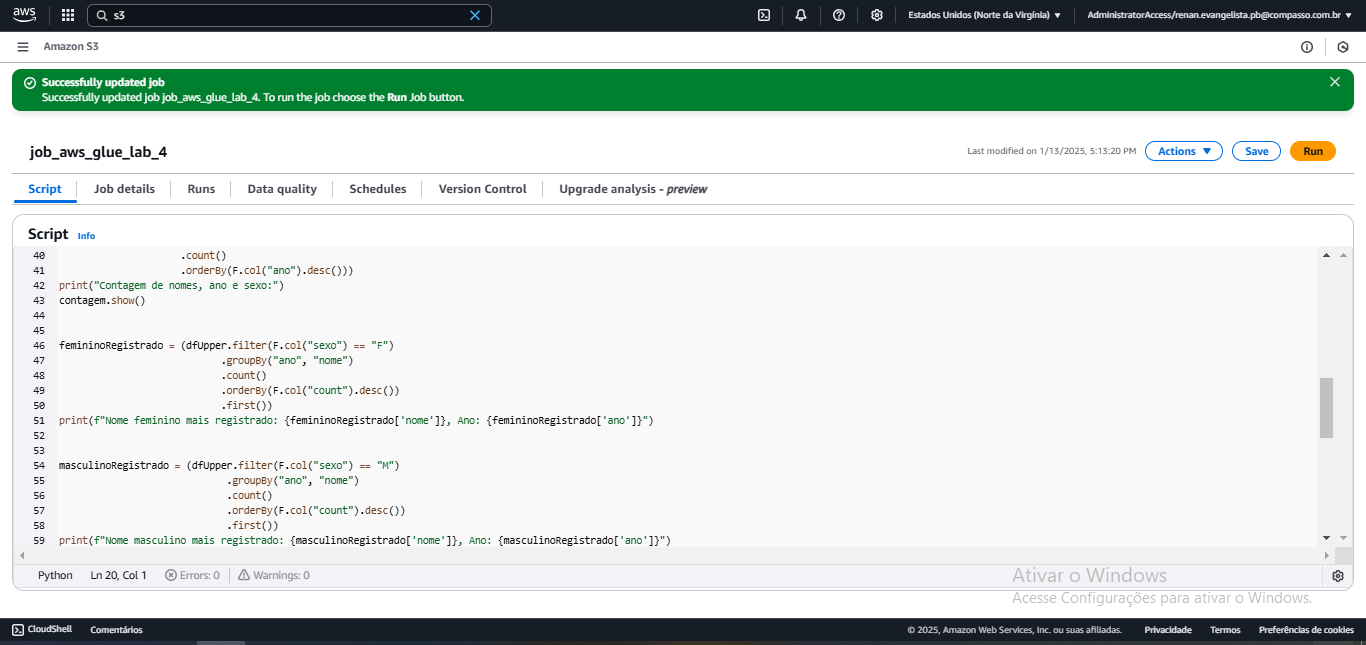 aws
s3
Estados Unidos (Norte da Virgínia)
AdministratorAccess/renan.evangelista.pb@compasso.com.br
Amazon S3
Successfully updated job
Successfully updated job job_aws_glue_lab_4. To run the job choose the Run Job button.
job_aws_glue_lab_4
Last modified on 1/13/2025, 5:13:20 PM
Actions
Save
Run
Script
Job details
Runs
Data quality
Schedules
Version Control
Upgrade analysis - preview
Script Info
40 .count()
41 .orderBy(F.col("ano").desc()))
42 print("Contagem de nomes, ano e sexo:")
43 contagem.show()
44
45
46 femininoRegistrado = (dfUpper.filter(F.col("sexo") == "F")
47 .groupBy("ano", "nome")
48 .count()
49 .orderBy(F.col("count").desc())
50 .first())
51 print(f"Nome feminino mais registrado: {femininoRegistrado['nome']}, Ano: {femininoRegistrado['ano']}")
52
53
54 masculinoRegistrado = (dfUpper.filter(F.col("sexo") == "M")
55 .groupBy("ano", "nome")
56 .count()
57 .orderBy(F.col("count").desc())
58 .first())
59 print(f"Nome masculino mais registrado: {masculinoRegistrado['nome']}, Ano: {masculinoRegistrado['ano']}")
Python Ln 20, Col 1 Errors: 0 Warnings: 0
Ativar o Windows
Acesse Configurações para ativar o Windows.
CloudShell Comentários
© 2025, Amazon Web Services, Inc. ou suas afiliadas. Privacidade Termos Preferências de cookies